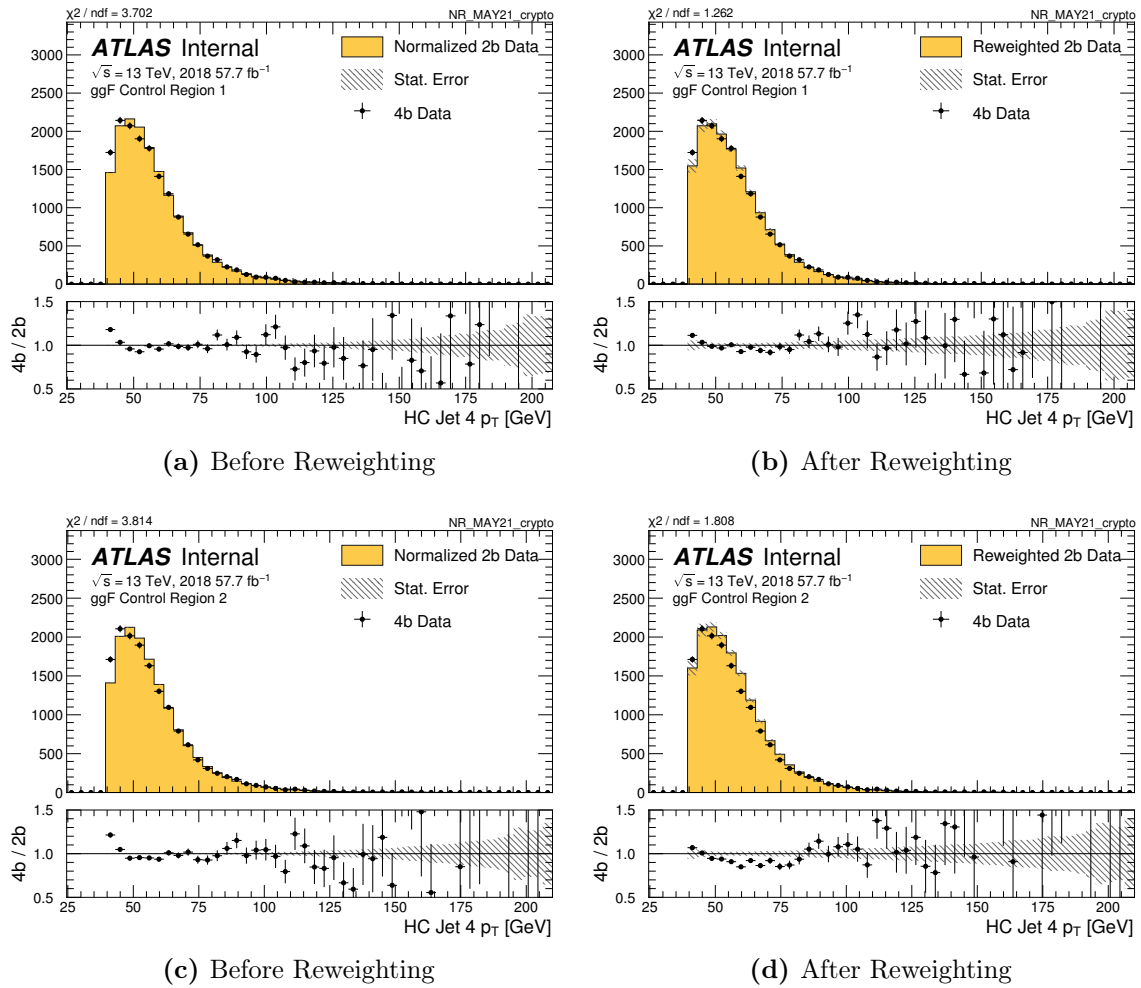 χ2 / ndf = 3.702 NR_MAY21_crypto
ATLAS Internal
√s = 13 TeV, 2018 57.7 fb⁻¹
ggF Control Region 1
Normalized 2b Data
Stat. Error
4b Data
3000
2500
2000
1500
1000
500
0
1.5
1.0
0.5
4b / 2b
25 50 75 100 125 150 175 200
HC Jet 4 pT [GeV]
(a) Before Reweighting
χ2 / ndf = 1.262 NR_MAY21_crypto
ATLAS Internal
√s = 13 TeV, 2018 57.7 fb⁻¹
ggF Control Region 1
Reweighted 2b Data
Stat. Error
4b Data
3000
2500
2000
1500
1000
500
0
1.5
1.0
0.5
4b / 2b
25 50 75 100 125 150 175 200
HC Jet 4 pT [GeV]
(b) After Reweighting
χ2 / ndf = 3.814 NR_MAY21_crypto
ATLAS Internal
√s = 13 TeV, 2018 57.7 fb⁻¹
ggF Control Region 2
Normalized 2b Data
Stat. Error
4b Data
3000
2500
2000
1500
1000
500
0
1.5
1.0
0.5
4b / 2b
25 50 75 100 125 150 175 200
HC Jet 4 pT [GeV]
(c) Before Reweighting
χ2 / ndf = 1.808 NR_MAY21_crypto
ATLAS Internal
√s = 13 TeV, 2018 57.7 fb⁻¹
ggF Control Region 2
Reweighted 2b Data
Stat. Error
4b Data
3000
2500
2000
1500
1000
500
0
1.5
1.0
0.5
4b / 2b
25 50 75 100 125 150 175 200
HC Jet 4 pT [GeV]
(d) After Reweighting